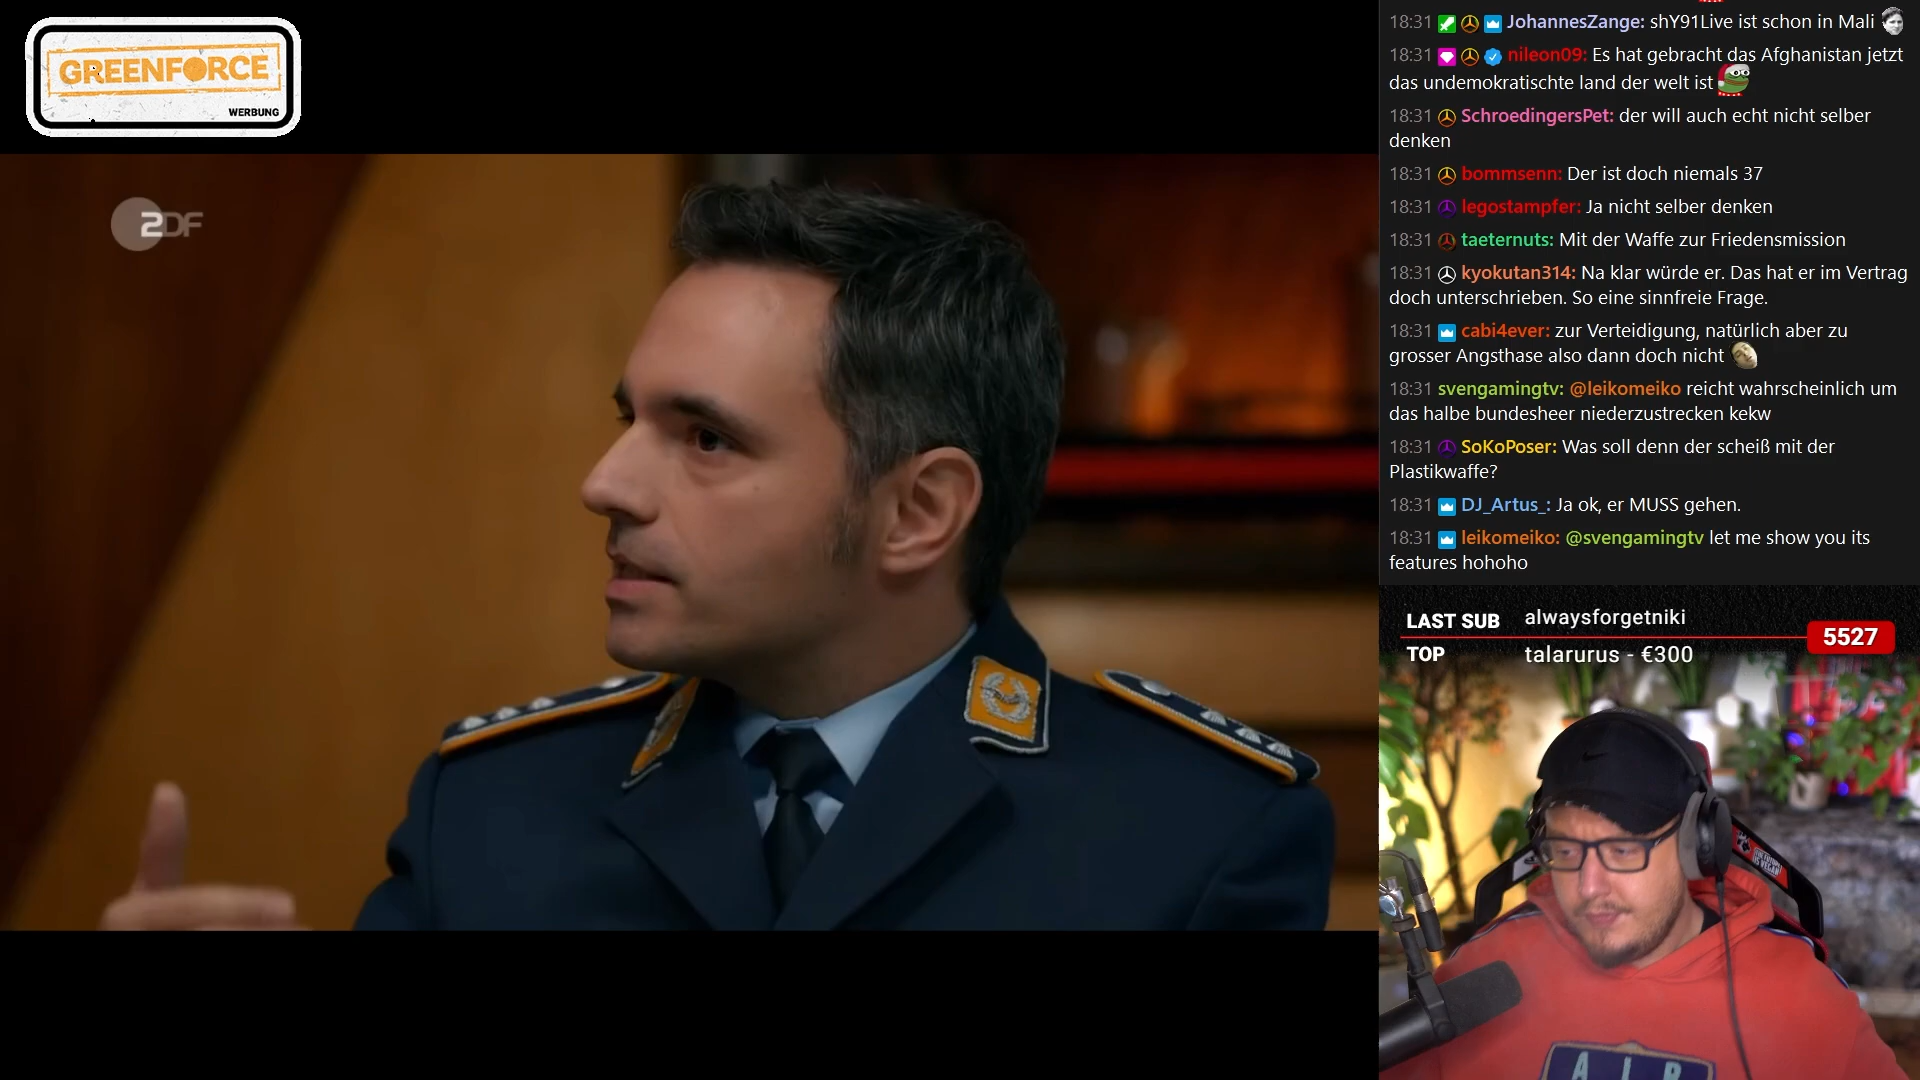 GREENFORCE
WERBUNG
2DF
18:31 JohannesZange: shY91Live ist schon in Mali
18:31 nileon09: Es hat gebracht das Afghanistan jetzt
das undemokratischte land der welt ist
18:31 SchroedingersPet: der will auch echt nicht selber
denken
18:31 bommsenn: Der ist doch niemals 37
18:31 legostampfer: Ja nicht selber denken
18:31 taeternuts: Mit der Waffe zur Friedensmission
18:31 kyokutan314: Na klar würde er. Das hat er im Vertrag
doch unterschrieben. So eine sinnfreie Frage.
18:31 cabi4ever: zur Verteidigung, natürlich aber zu
grosser Angsthase also dann doch nicht
18:31 svengamingtv: @leikomeiko reicht wahrscheinlich um
das halbe bundesheer niederzustrecken kekw
18:31 SoKoPoser: Was soll denn der scheiß mit der
Plastikwaffe?
18:31 DJ_Artus_: Ja ok, er MUSS gehen.
18:31 leikomeiko: @svengamingtv let me show you its
features hohoho
LAST SUB alwaysforgetniki
5527
TOP talarurus - €300
AIR